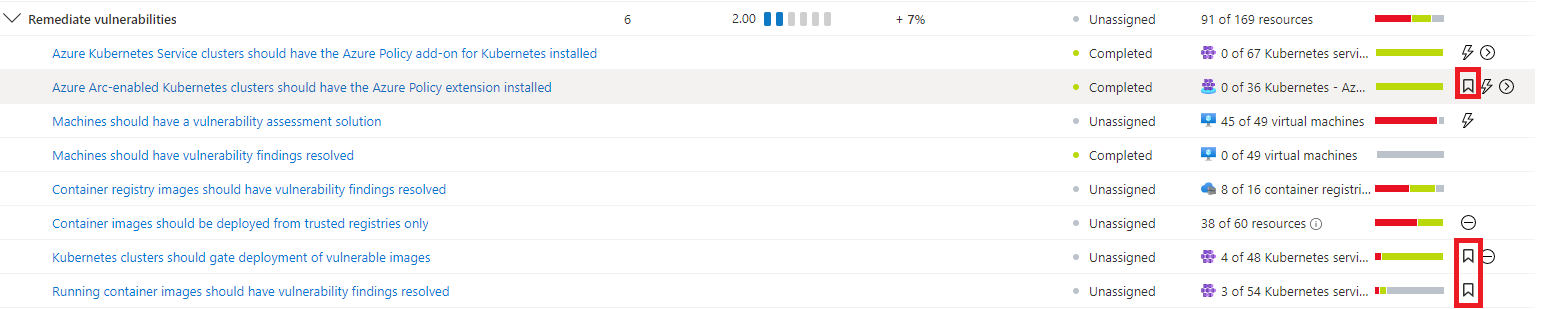 Remediate vulnerabilities 6 2.00 + 7% Unassigned 91 of 169 resources
Azure Kubernetes Service clusters should have the Azure Policy add-on for Kubernetes installed Completed 0 of 67 Kubernetes servi...
Azure Arc-enabled Kubernetes clusters should have the Azure Policy extension installed Completed 0 of 36 Kubernetes - Az...
Machines should have a vulnerability assessment solution Unassigned 45 of 49 virtual machines
Machines should have vulnerability findings resolved Completed 0 of 49 virtual machines
Container registry images should have vulnerability findings resolved Unassigned 8 of 16 container registri...
Container images should be deployed from trusted registries only Unassigned 38 of 60 resources
Kubernetes clusters should gate deployment of vulnerable images Unassigned 4 of 48 Kubernetes servi...
Running container images should have vulnerability findings resolved Unassigned 3 of 54 Kubernetes servi...